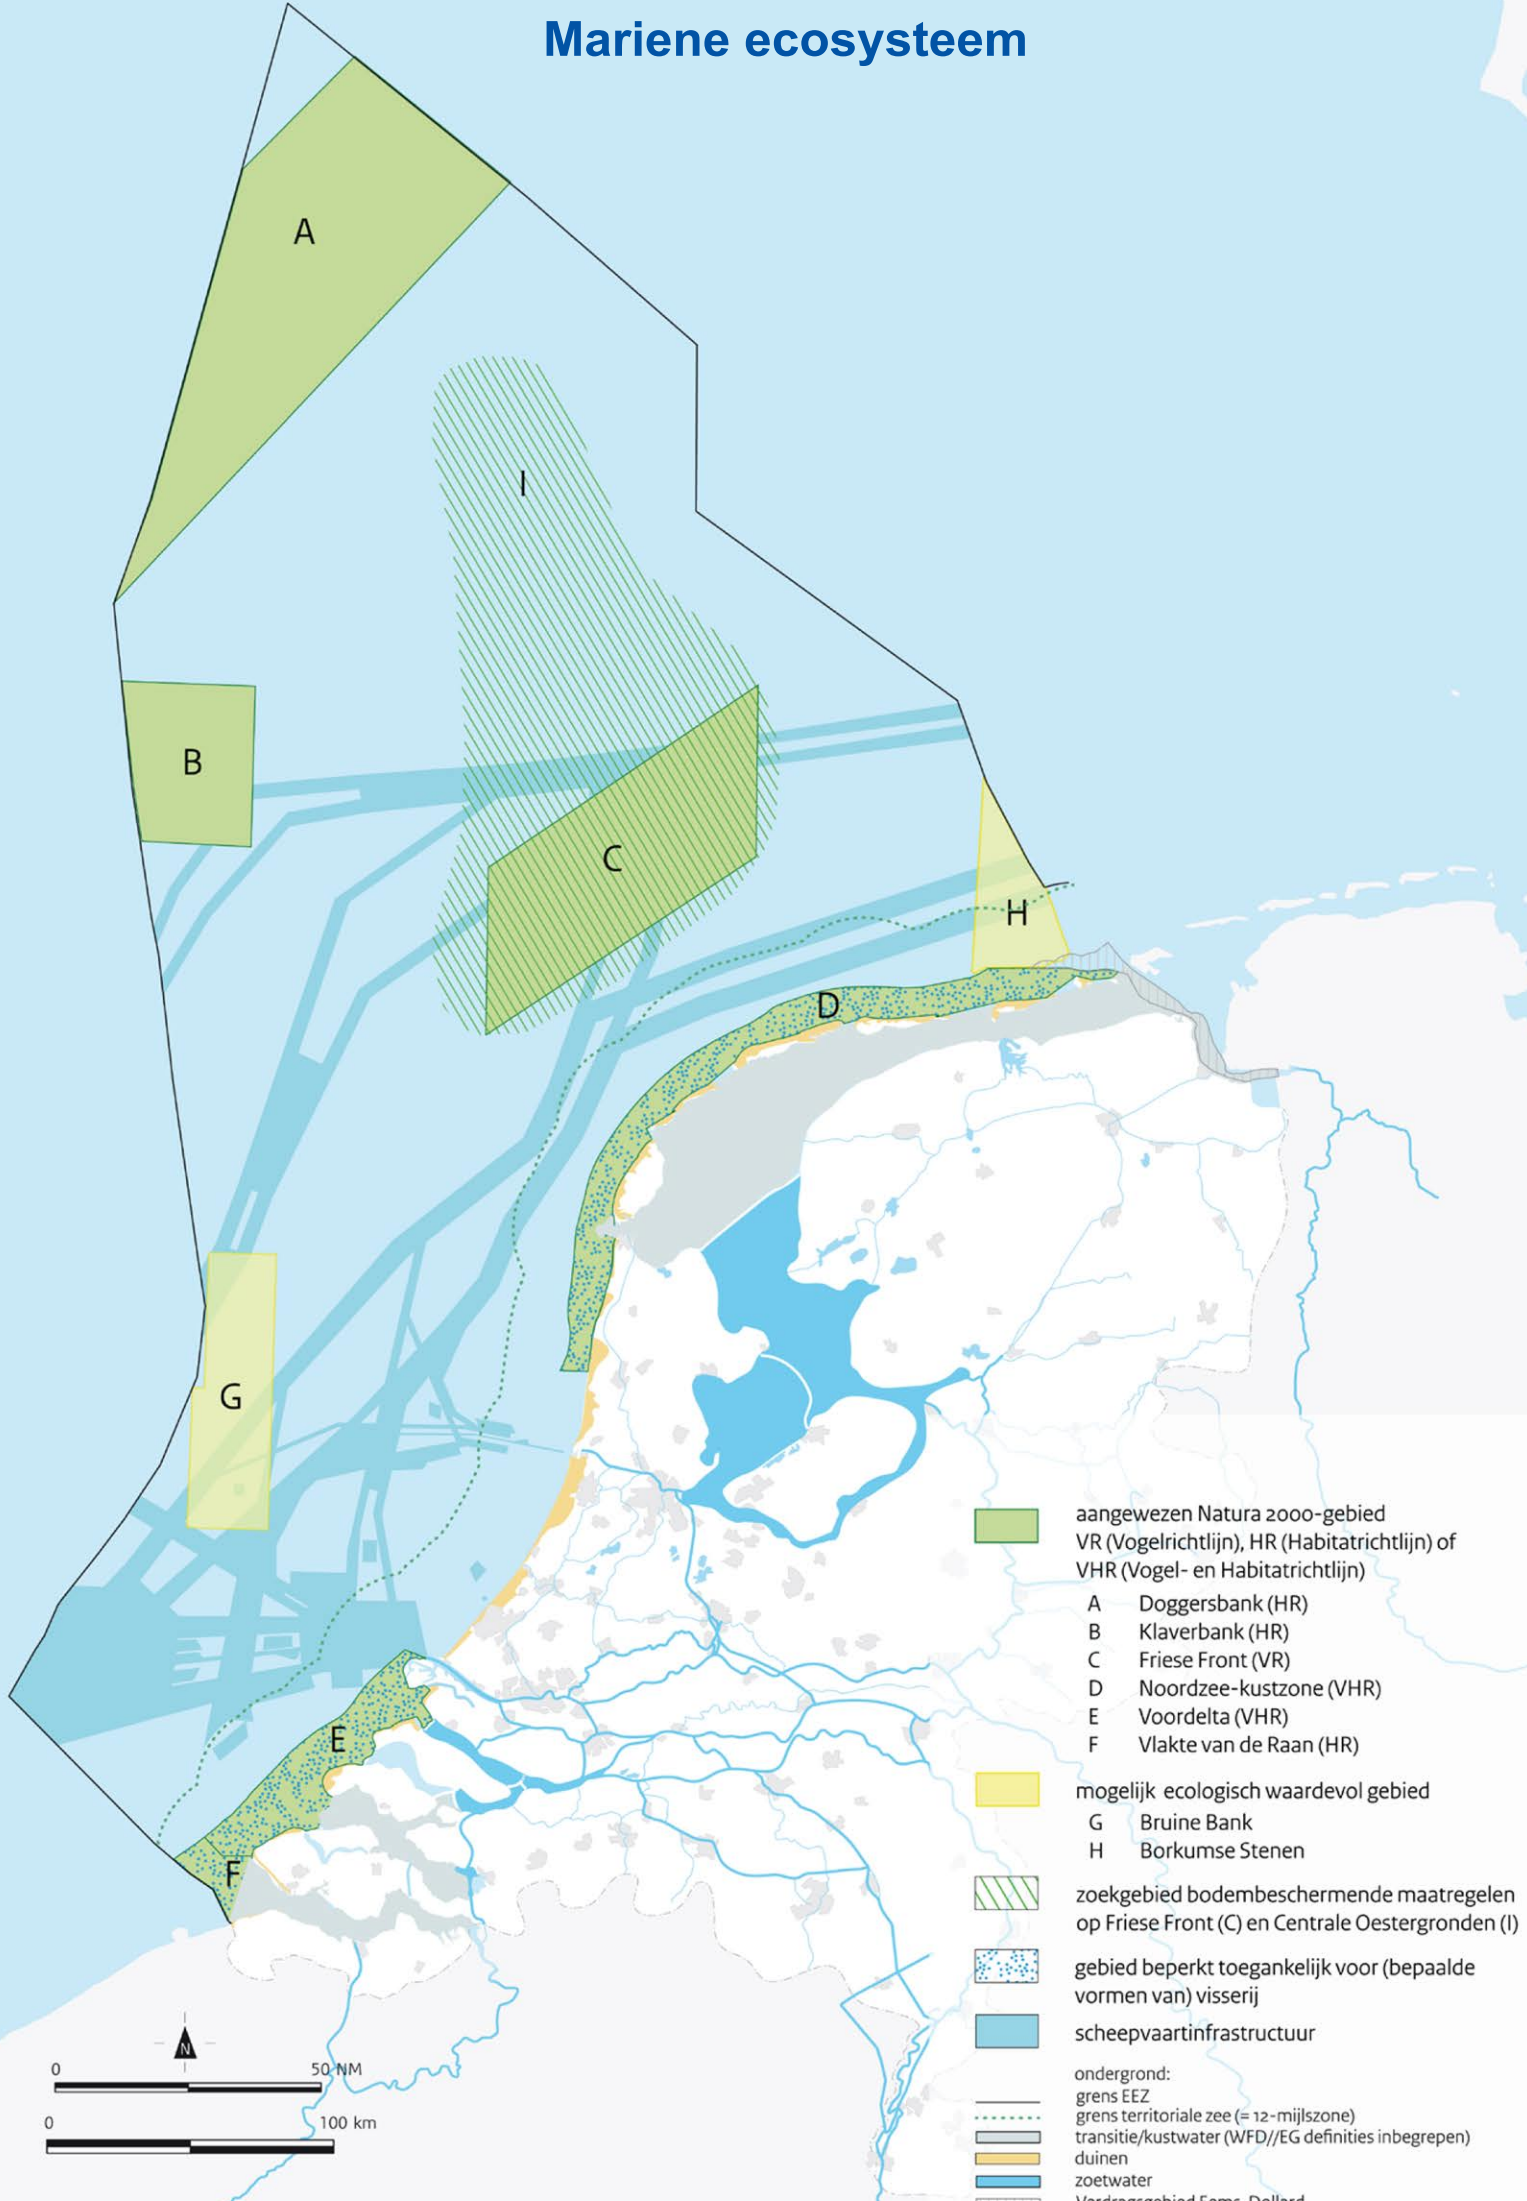 Mariene ecosysteem
A
I
B
C
H
D
G
E
F
aangewezen Natura 2000-gebied
VR (Vogelrichtlijn), HR (Habitatrichtlijn) of
VHR (Vogel- en Habitatrichtlijn)
A Doggersbank (HR)
B Klaverbank (HR)
C Friese Front (VR)
D Noordzee-kustzone (VHR)
E Voordelta (VHR)
F Vlakte van de Raan (HR)
mogelijk ecologisch waardevol gebied
G Bruine Bank
H Borkumse Stenen
zoekgebied bodembeschermende maatregelen
op Friese Front (C) en Centrale Oestergronden (I)
gebied beperkt toegankelijk voor (bepaalde
vormen van) visserij
scheepvaartinfrastructuur
N
0 50 NM
0 100 km
ondergrond:
grens EEZ
grens territoriale zee (= 12-mijlszone)
transitie/kustwater (WFD//EG definities inbegrepen)
duinen
zoetwater
Verdragsgebied Eems-Dollard